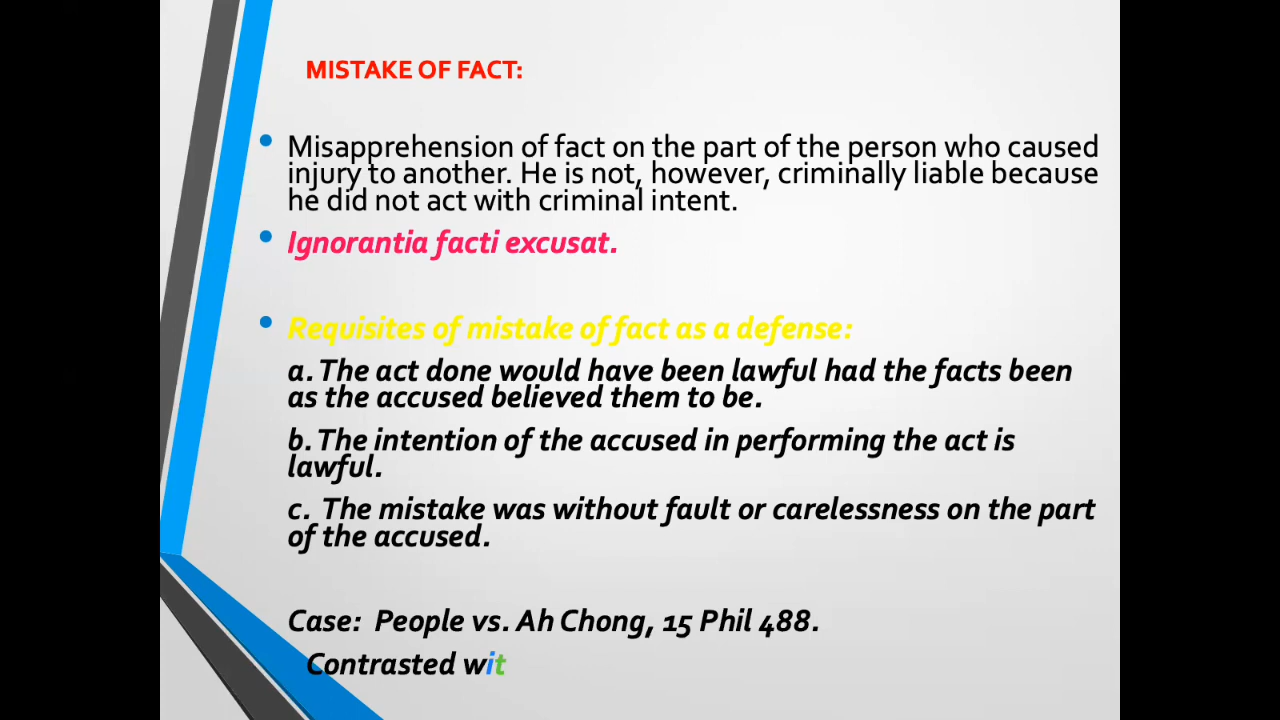 MISTAKE OF FACT:
Misapprehension of fact on the part of the person who caused
injury to another. He is not, however, criminally liable because
he did not act with criminal intent.
Ignorantia facti excusat.
Requisites of mistake of fact as a defense:
a. The act done would have been lawful had the facts been
as the accused believed them to be.
b. The intention of the accused in performing the act is
lawful.
c. The mistake was without fault or carelessness on the part
of the accused.
Case: People vs. Ah Chong, 15 Phil 488.
Contrasted wit